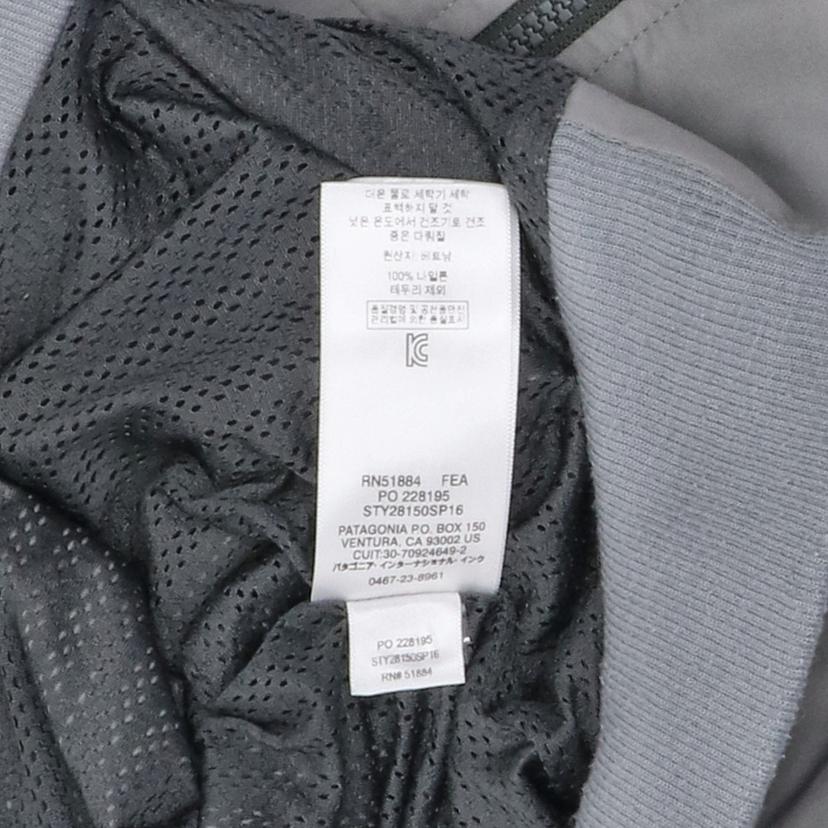 더운 물로 세탁기 세탁
표백하지 말 것
낮은 온도에서 건조기로 건조
중온 다림질
원산지: 베트남
100% 나일론
테두리 제외
품질경영 및 공산품안전
관리법에 의한 품질표시
RN51884 FEA
PO 228195
STY28150SP16
PATAGONIA P.O. BOX 150
VENTURA, CA 93002 US
CUIT:30-70924649-2
パタゴニア・インターナショナル・インク
0467-23-8961
PO 228195
STY28150SP16
RN# 51884